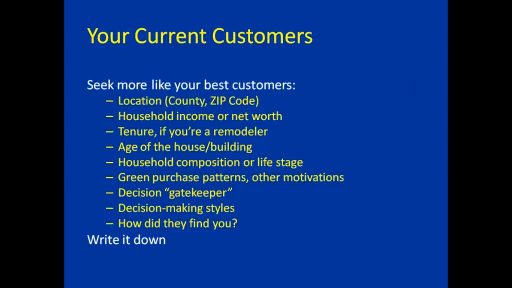 Your Current Customers
Seek more like your best customers:
– Location (County, ZIP Code)
– Household income or net worth
– Tenure, if you're a remodeler
– Age of the house/building
– Household composition or life stage
– Green purchase patterns, other motivations
– Decision “gatekeeper”
– Decision-making styles
– How did they find you?
Write it down